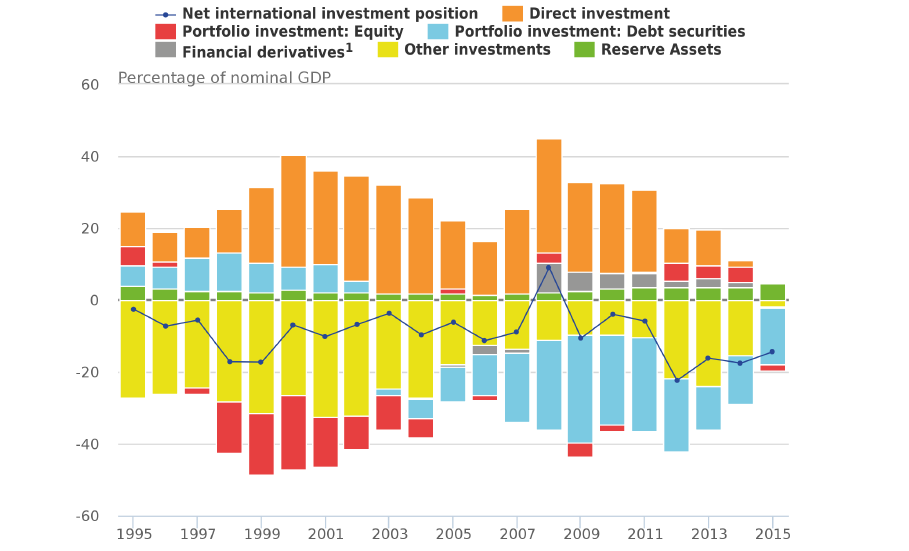 Net international investment position Direct investment
Portfolio investment: Equity Portfolio investment: Debt securities
Financial derivatives1 Other investments Reserve Assets
Percentage of nominal GDP
60
40
20
0
-20
-40
-60
1995 1997 1999 2001 2003 2005 2007 2009 2011 2013 2015